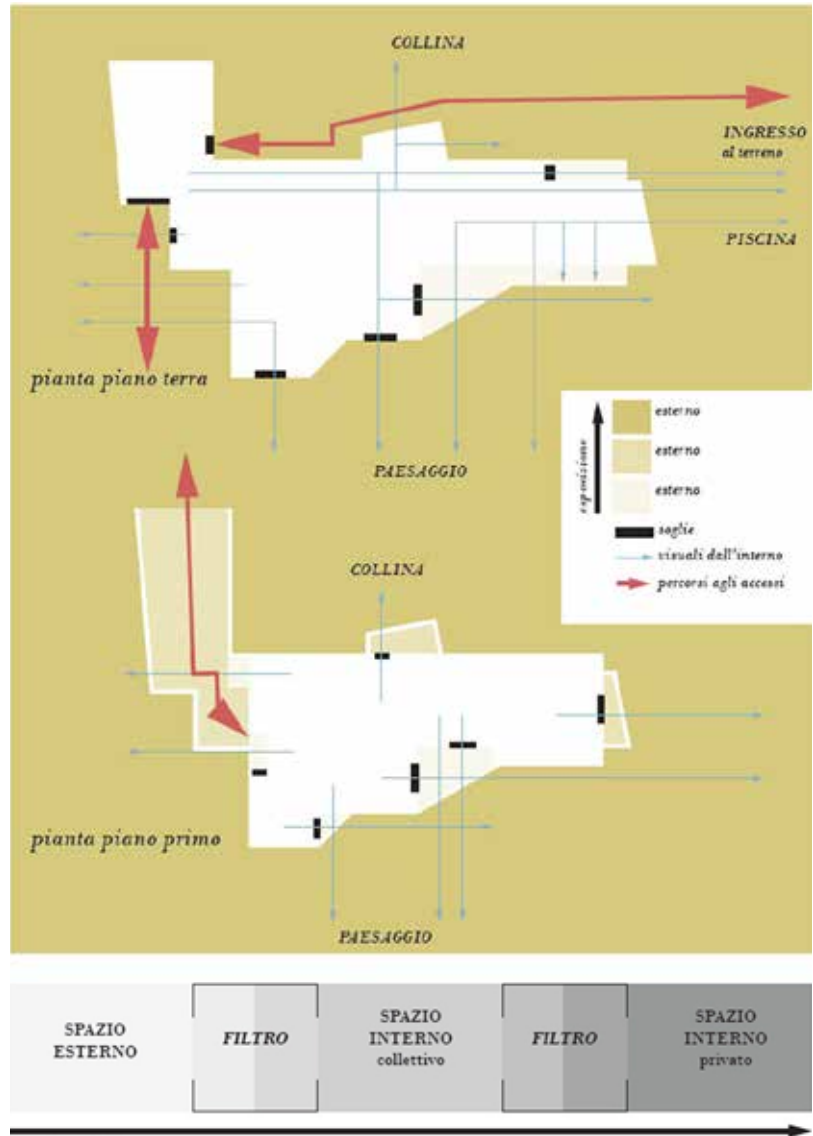 COLLINA
INGRESSO
al terreno
PISCINA
pianta piano terra
PAESAGGIO
esposizione
esterno
esterno
esterno
soglie
visuali dall'interno
percorsi agli accessi
COLLINA
pianta piano primo
PAESAGGIO
SPAZIO
ESTERNO
FILTRO
SPAZIO
INTERNO
collettivo
FILTRO
SPAZIO
INTERNO
privato